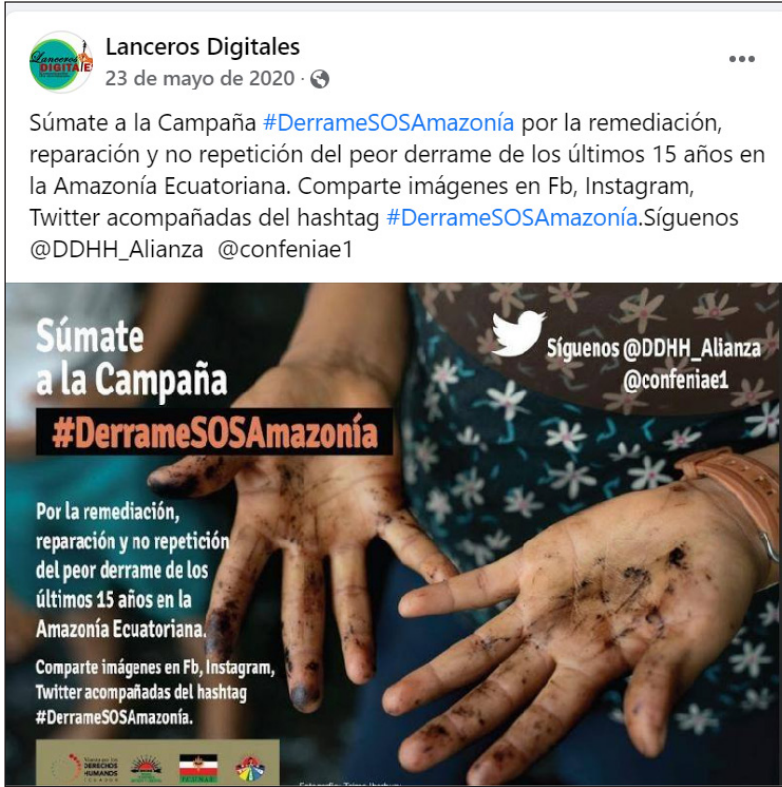 Lanceros
DIGITALE
Lanceros Digitales
23 de mayo de 2020 ·
Súmate a la Campaña #DerrameSOSAmazonía por la remediación,
reparación y no repetición del peor derrame de los últimos 15 años en
la Amazonía Ecuatoriana. Comparte imágenes en Fb, Instagram,
Twitter acompañadas del hashtag #DerrameSOSAmazonía.Síguenos
@DDHH_Alianza @confeniae1
Súmate
a la Campaña
#DerrameSOSAmazonía
Síguenos @DDHH_Alianza
@confeniae1
Por la remediación,
reparación y no repetición
del peor derrame de los
últimos 15 años en la
Amazonía Ecuatoriana.
Comparte imágenes en Fb, Instagram,
Twitter acompañadas del hashtag
#DerrameSOSAmazonía.
DERECHOS
HUMANOS